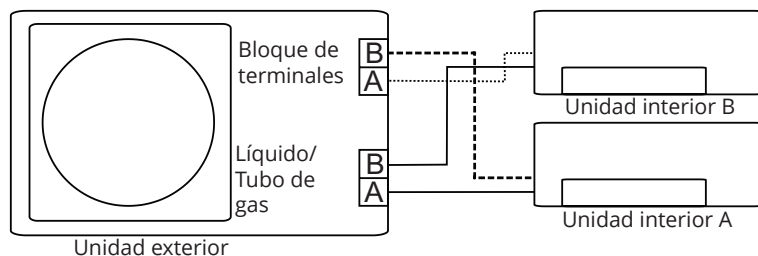 Bloque de
terminales
B
A
Líquido/
Tubo de
gas
B
A
Unidad exterior
Unidad interior B
Unidad interior A